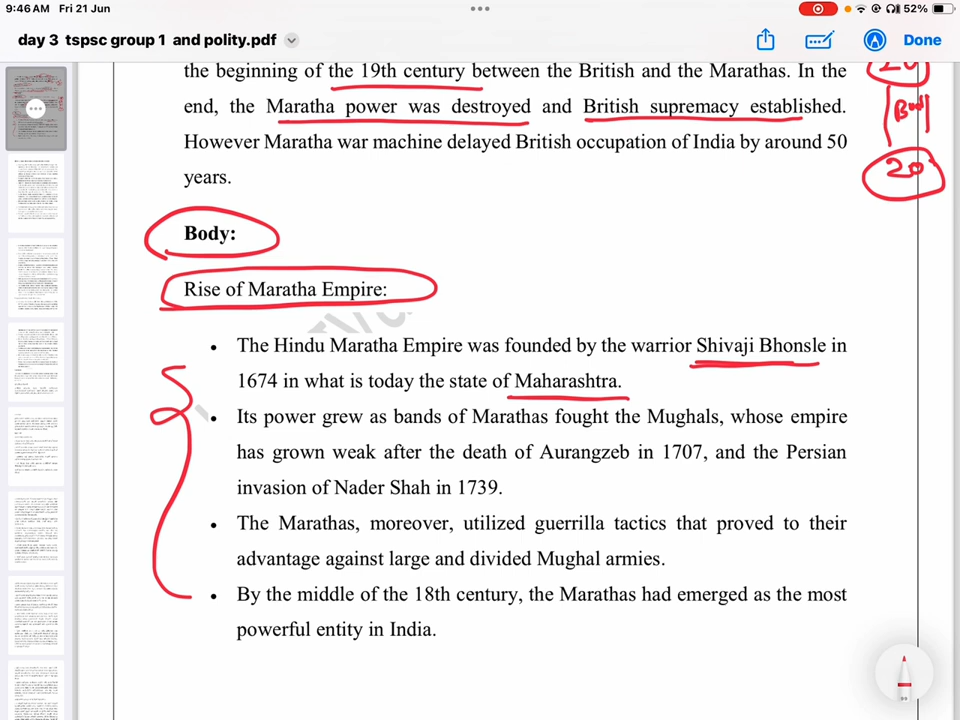 9:46 AM Fri 21 Jun
52%
day 3 tspsc group 1 and polity.pdf
Done
the beginning of the 19th century between the British and the Marathas. In the
end, the Maratha power was destroyed and British supremacy established.
However Maratha war machine delayed British occupation of India by around 50
years.
20
Body:
Rise of Maratha Empire:
• The Hindu Maratha Empire was founded by the warrior Shivaji Bhonsle in
1674 in what is today the state of Maharashtra.
• Its power grew as bands of Marathas fought the Mughals, whose empire
has grown weak after the death of Aurangzeb in 1707, and the Persian
invasion of Nader Shah in 1739.
• The Marathas, moreover, utilized guerrilla tactics that proved to their
advantage against large and divided Mughal armies.
• By the middle of the 18th century, the Marathas had emerged as the most
powerful entity in India.